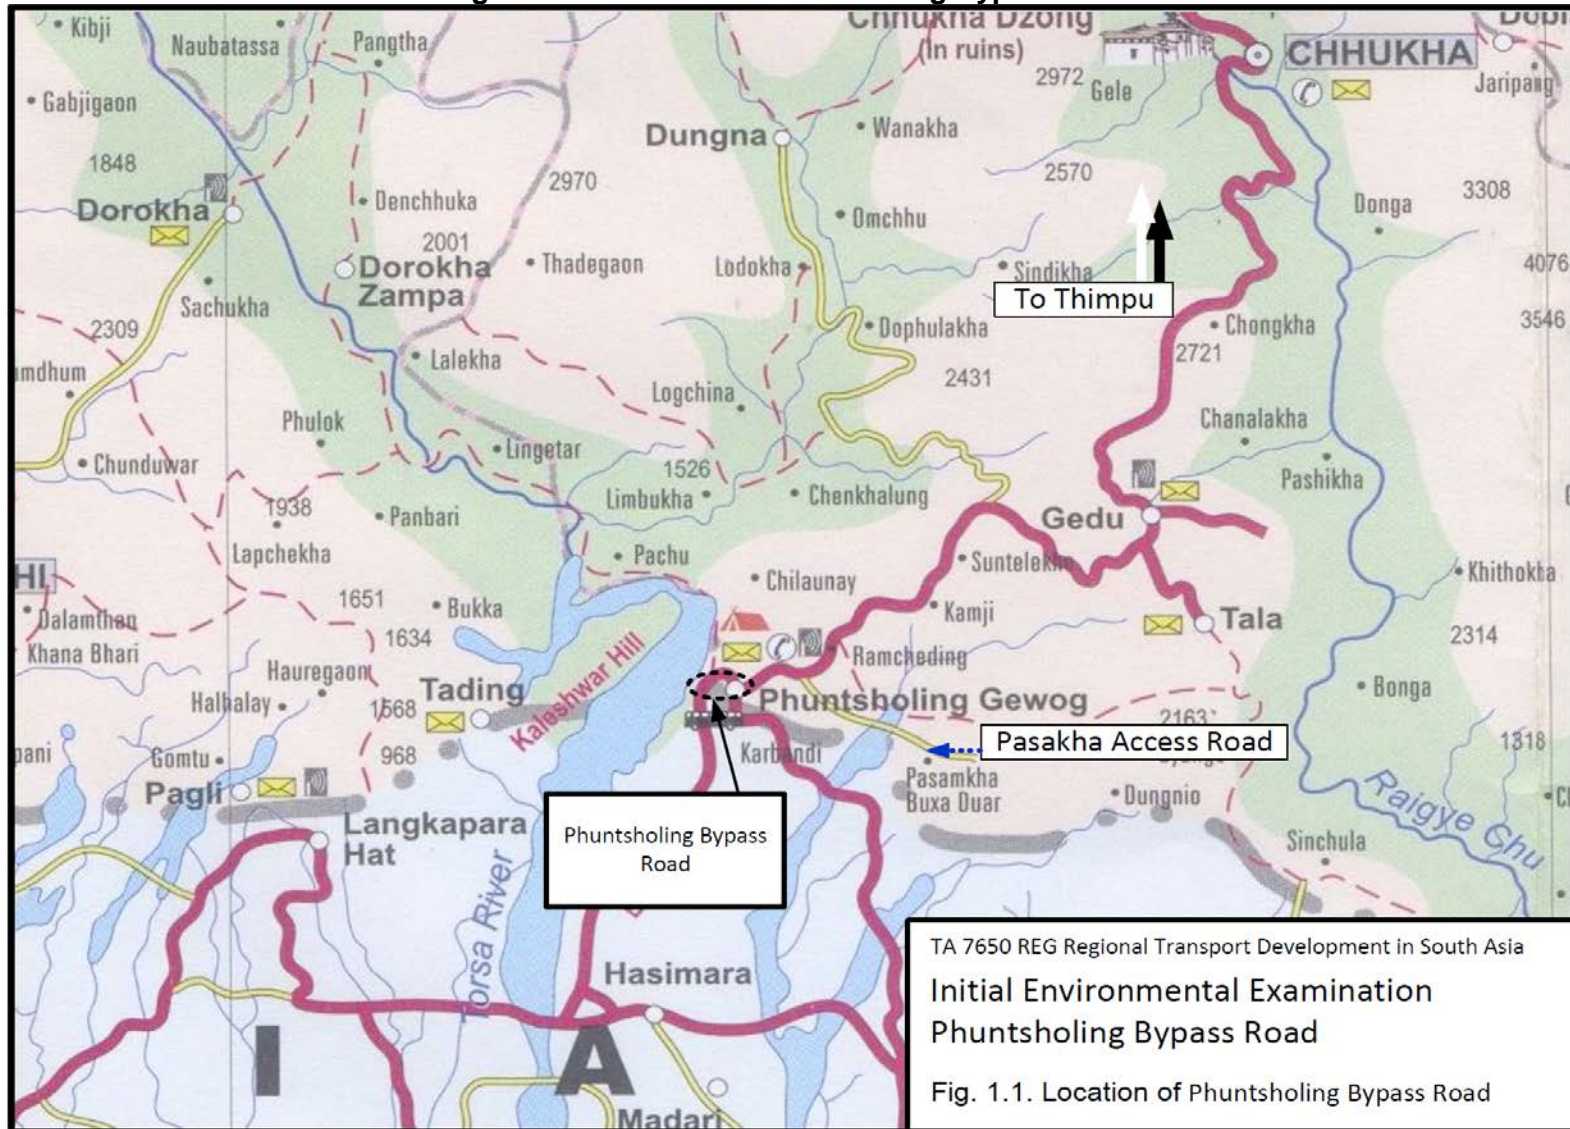 Kibji
Naubatassa
Pangtha
Chhukha Dzong
(In ruins)
2972
Gele
CHHUKHA
Jaripang
Gabjigaon
Dungna
Wanakha
1848
2970
2570
3308
Dorokha
Denchhuka
2001
Omchhu
Donga
Dorokha
Zampa
Thadegaon
Lodokha
Sindikha
4076
Sachukha
To Thimpu
2309
Dophulakha
Chongkha
3546
Lalekha
2721
2431
Logchina
Phulok
Chanalakha
Chunduwar
Lingetar
1526
Limbukha
Chenkhalung
Pashikha
1938
Panbari
Gedu
Lapchekha
Pachu
Suntelekha
HI
Chilaunay
Khithokha
1651
Bukka
Kamji
Dalamthan
1634
Tala
2314
Khana Bhari
Hauregaon
Kaleshwar Hill
Ramcheding
Halhalay
Tading
Phuntsholing Gewog
Bonga
1568
2163
968
Karbandi
Pasakha Access Road
1318
Gomtu
Pagli
Pasamkha
Buxa Duar
Dungnio
Raigye Chu
Langkapara
Hat
Phuntsholing Bypass
Road
Sinchula
Torsa River
TA 7650 REG Regional Transport Development in South Asia
Hasimara
Initial Environmental Examination
Phuntsholing Bypass Road
I A
Fig. 1.1. Location of Phuntsholing Bypass Road
Madari